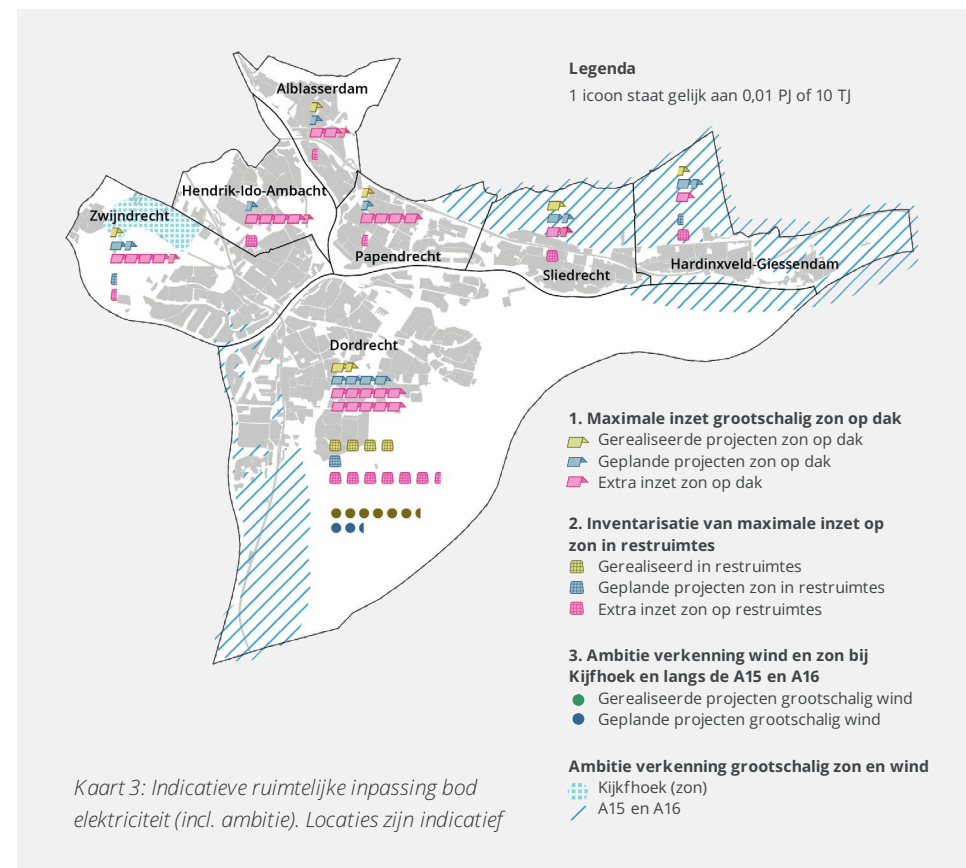 Legenda
1 icoon staat gelijk aan 0,01 PJ of 10 TJ
Alblasserdam
Hendrik-Ido-Ambacht
Zwijndrecht
Papendrecht
Sliedrecht
Hardinxveld-Giessendam
Dordrecht
1. Maximale inzet grootschalig zon op dak
Gerealiseerde projecten zon op dak
Geplande projecten zon op dak
Extra inzet zon op dak
2. Inventarisatie van maximale inzet op
zon in restruimtes
Gerealiseerd in restruimtes
Geplande projecten zon in restruimtes
Extra inzet zon op restruimtes
3. Ambitie verkenning wind en zon bij
Kijfhoek en langs de A15 en A16
Gerealiseerde projecten grootschalig wind
Geplande projecten grootschalig wind
Ambitie verkenning grootschalig zon en wind
Kijkfhoek (zon)
A15 en A16
Kaart 3: Indicatieve ruimtelijke inpassing bod
elektriciteit (incl. ambitie). Locaties zijn indicatief